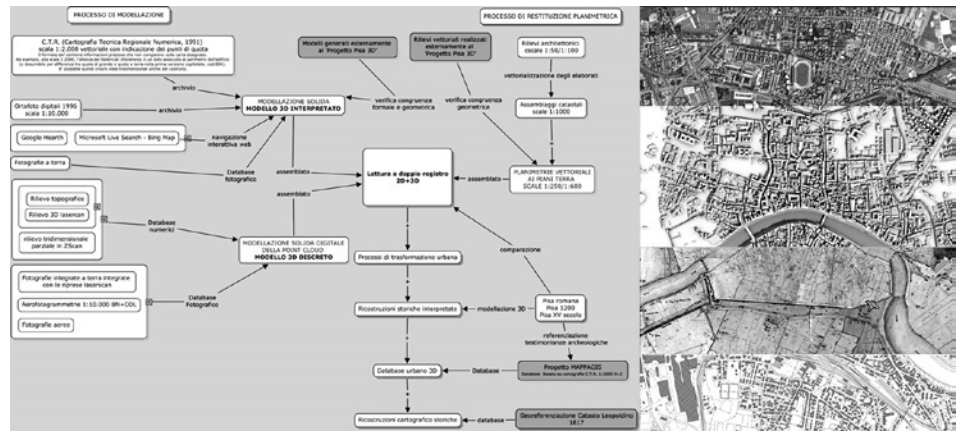 PROCESSO DI MODELLAZIONE
PROCESSO DI RESTITUZIONE PLANIMETRICA
C.T.R. (Cartografia Tecnica Regionale Numerica, 1991)
scala 1:2.000 vettoriale con indicazione dei punti di quota
archivio
Ortofoto digitali 1996
scala 1:10.000
archivio
Google Hearth
Microsoft Live Search - Bing Map
navigazione
interattiva web
Fotografie a terra
Database
fotografico
MODELLAZIONE SOLIDA
MODELLO 3D INTERPRETATO
Modelli generati esternamente
al 'Progetto Pisa 3D'
verifica congruenza
formale e geometrica
Rilievi vettoriali realizzati
esternamente al
"Progetto Pisa 3D"
verifica congruenza
geometrica
Rilievi architettonici
scala 1:50/1:100
vettorializzazione degli elaborati
Assemblaggi catastali
scala 1:1000
PLANIMETRIE VETTORIALI
AI PIANI TERRA
SCALA 1:250/1:600
assemblato
assemblato
assemblato
Lettura a doppio registro
2D+3D
Rilievo topografico
Rilievo 3D laserscan
rilievo tridimensionale
parziale in ZScan
Database
numerici
MODELLAZIONE SOLIDA DIGITALE
DELLA POINT CLOUD
MODELLO 3D DISCRETO
Fotografie integrate a terra integrate
con le riprese laserscan
Aerofotogrammetrie 1:10.000 BN+COL
Fotografie aeree
Database
Fotografico
Processi di trasformazione urbana
comparazione
Ricostruzioni storiche interpretate
modellazione 3D
Pisa romana
Pisa 1200
Pisa XV secolo
referenziazione
testimonianze archeologiche
Database urbano 3D
Database
Progetto MAPPAGIS
Ricostruzioni cartografico storiche
database
Georeferenziazione Catasto Leopoldino
1817